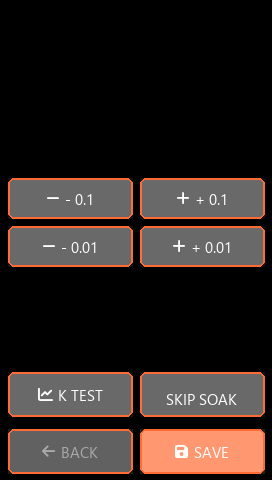 - 0.1
+ 0.1
- 0.01
+ 0.01
K TEST
SKIP SOAK
BACK
SAVE